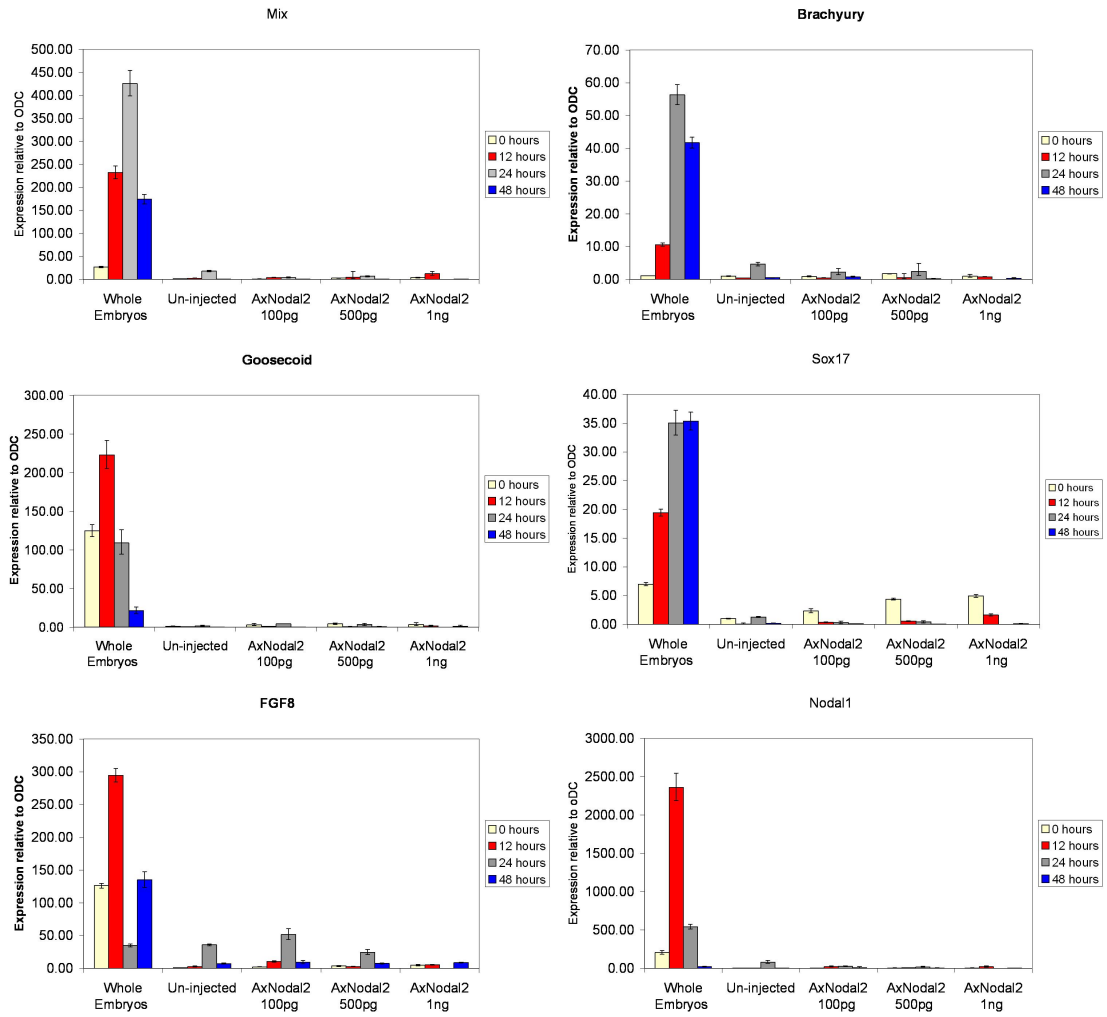 Mix
Expression relative to ODC
500.00
450.00
400.00
350.00
300.00
250.00
200.00
150.00
100.00
50.00
0.00
Whole Embryos
Un-injected
AxNodal2 100pg
AxNodal2 500pg
AxNodal2 1ng
0 hours
12 hours
24 hours
48 hours
Brachyury
Expression relative to ODC
70.00
60.00
50.00
40.00
30.00
20.00
10.00
0.00
Whole Embryos
Un-injected
AxNodal2 100pg
AxNodal2 500pg
AxNodal2 1ng
0 hours
12 hours
24 hours
48 hours
Goosecoid
Expression relative to ODC
300.00
250.00
200.00
150.00
100.00
50.00
0.00
Whole Embryos
Un-injected
AxNodal2 100pg
AxNodal2 500pg
AxNodal2 1ng
0 hours
12 hours
24 hours
48 hours
Sox17
Expression relative to ODC
40.00
35.00
30.00
25.00
20.00
15.00
10.00
5.00
0.00
Whole Embryos
Un-injected
AxNodal2 100pg
AxNodal2 500pg
AxNodal2 1ng
0 hours
12 hours
24 hours
48 hours
FGF8
Expression relative to ODC
350.00
300.00
250.00
200.00
150.00
100.00
50.00
0.00
Whole Embryos
Un-injected
AxNodal2 100pg
AxNodal2 500pg
AxNodal2 1ng
0 hours
12 hours
24 hours
48 hours
Nodal1
Expression relative to oDC
3000.00
2500.00
2000.00
1500.00
1000.00
500.00
0.00
Whole Embryos
Un-injected
AxNodal2 100pg
AxNodal2 500pg
AxNodal2 1ng
0 hours
12 hours
24 hours
48 hours